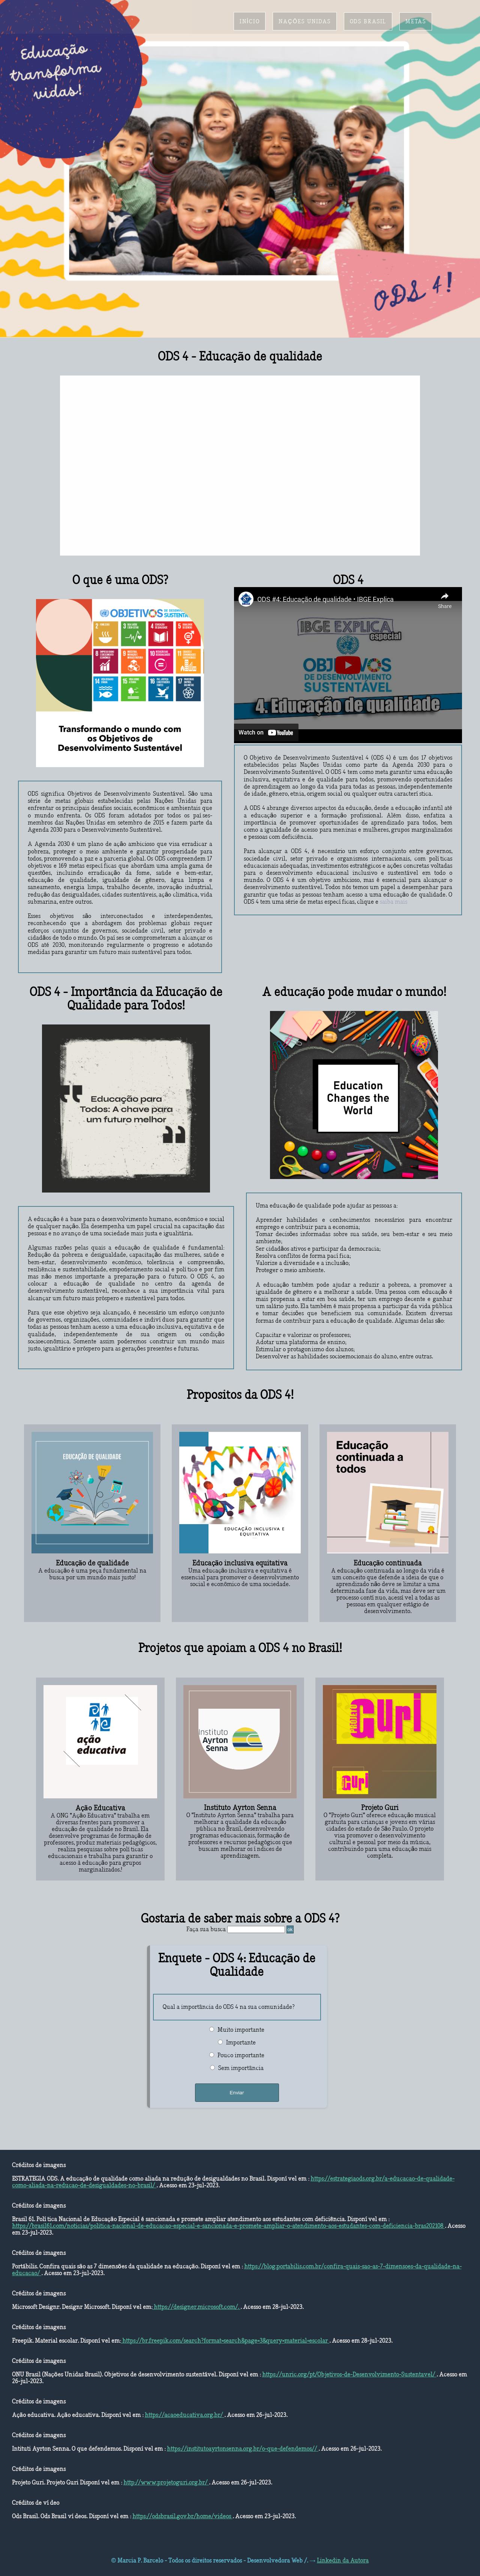 INÍCIO
NAÇÕES UNIDAS
ODS BRASIL
METAS
Educação
transforma
vidas!
ODS 4!
ODS 4 - Educação de qualidade
O que é uma ODS?
OBJETIVOS
DE DESENVOLVIMENTO
SUSTENTÁVEL
Transformando o mundo com
os Objetivos de
Desenvolvimento Sustentável
ODS significa Objetivos de Desenvolvimento Sustentável. São uma
série de metas globais estabelecidas pelas Nações Unidas para
enfrentar os principais desafios sociais, econômicos e ambientais que
o mundo enfrenta. Os ODS foram adotados por todos os países-
membros das Nações Unidas em setembro de 2015 e fazem parte da
Agenda 2030 para o Desenvolvimento Sustentável.
A Agenda 2030 é um plano de ação ambicioso que visa erradicar a
pobreza, proteger o meio ambiente e garantir prosperidade para
todos, promovendo a paz e a parceria global. Os ODS compreendem 17
objetivos e 169 metas específicas que abordam uma ampla gama de
questões, incluindo erradicação da fome, saúde e bem-estar,
educação de qualidade, igualdade de gênero, água limpa e
saneamento, energia limpa, trabalho decente, inovação industrial,
redução das desigualdades, cidades sustentáveis, ação climática, vida
submarina, entre outros.
Esses objetivos são interconectados e interdependentes,
reconhecendo que a abordagem dos problemas globais requer
esforços conjuntos de governos, sociedade civil, setor privado e
cidadãos de todo o mundo. Os países se comprometeram a alcançar os
ODS até 2030, monitorando regularmente o progresso e adotando
medidas para garantir um futuro mais sustentável para todos.
ODS 4
ODS #4: Educação de qualidade • IBGE Explica
Share
IBGE EXPLICA
especial
OBJETIVOS
DE DESENVOLVIMENTO
SUSTENTÁVEL
4. Educação de qualidade
Watch on YouTube
O Objetivo de Desenvolvimento Sustentável 4 (ODS 4) é um dos 17 objetivos
estabelecidos pelas Nações Unidas como parte da Agenda 2030 para o
Desenvolvimento Sustentável. O ODS 4 tem como meta garantir uma educação
inclusiva, equitativa e de qualidade para todos, promovendo oportunidades
de aprendizagem ao longo da vida para todas as pessoas, independentemente
de idade, gênero, etnia, origem social ou qualquer outra característica.
A ODS 4 abrange diversos aspectos da educação, desde a educação infantil até
a educação superior e a formação profissional. Além disso, enfatiza a
importância de promover oportunidades de aprendizado para todos, bem
como a igualdade de acesso para meninas e mulheres, grupos marginalizados
e pessoas com deficiência.
Para alcançar a ODS 4, é necessário um esforço conjunto entre governos,
sociedade civil, setor privado e organismos internacionais, com políticas
educacionais adequadas, investimentos estratégicos e ações concretas voltadas
para o desenvolvimento e desenvolvimento educacional inclusivo em todo o
mundo. O ODS 4 é um objetivo ambicioso, mas é essencial para alcançar o
desenvolvimento sustentável. Todos nós temos um papel a desempenhar para
garantir que todas as pessoas tenham acesso a uma educação de qualidade. O
ODS 4 tem uma série de metas específicas, clique e saiba mais!
ODS 4 - Importância da Educação de
Qualidade para Todos!
Educação para
Todos: A chave para
um futuro melhor
A educação é a base para o desenvolvimento humano, econômico e social
de qualquer nação. Ela desempenha um papel crucial na capacitação das
pessoas e no avanço de uma sociedade mais justa e igualitária.
Algumas razões pelas quais a educação de qualidade é fundamental:
Redução da pobreza e desigualdade, capacitação das mulheres, saúde e
bem-estar, desenvolvimento econômico, tolerância e compreensão,
resiliência e sustentabilidade, empoderamento social e político e por fim
mas não menos importante a preparação para o futuro. O ODS 4, ao
colocar a educação de qualidade no centro da agenda de
desenvolvimento sustentável, reconhece a sua importância vital para
alcançar um futuro mais próspero e sustentável para todos.
Para que esse objetivo seja alcançado, é necessário um esforço conjunto
de governos, organizações, comunidades e indivíduos para garantir que
todas as pessoas tenham acesso a uma educação inclusiva, equitativa e de
qualidade, independentemente de sua origem ou condição
socioeconômica. Somente assim poderemos construir um mundo mais
justo, igualitário e próspero para as gerações presentes e futuras.
A educação pode mudar o mundo!
Education
Changes the
World
Uma educação de qualidade pode ajudar as pessoas a:
Aprender habilidades e conhecimentos necessários para encontrar
emprego e contribuir para a economia;
Tomar decisões informadas sobre sua saúde, seu bem-estar e seu meio
ambiente;
Ser cidadãos ativos e participar da democracia;
Resolva conflitos de forma pacífica;
Valorize a diversidade e a inclusão;
Proteger o meio ambiente.
A educação também pode ajudar a reduzir a pobreza, a promover a
igualdade de gênero e a melhorar a saúde. Uma pessoa com educação é
mais propensa a estar em um bom emprego, ter um bom salário e ganhar
um salário justo. Ela também é mais propensa a participar da vida pública
e tomar decisões que beneficiem sua comunidade. Existem diversas
formas de contribuir para a educação de qualidade. Algumas delas são:
Capacitar e valorizar os professores;
Adotar uma plataforma de ensino;
Estimular o protagonismo dos alunos;
Desenvolver as habilidades socioemocionais do aluno, entre outras.
Propositos da ODS 4!
EDUCAÇÃO DE QUALIDADE
Educação de qualidade
A educação é uma peça fundamental na
busca por um mundo mais justo!
EDUCAÇÃO INCLUSIVA E
EQUITATIVA
Educação inclusiva equitativa
Uma educação inclusiva e equitativa é
essencial para promover o desenvolvimento
social e econômico de uma sociedade.
Educação
continuada a
todos
Educação continuada
A educação continuada ao longo da vida é
um conceito que defende a ideia de que o
aprendizado não deve se limitar a uma
determinada fase da vida, mas deve ser um
processo contínuo, acessível a todas as
pessoas em qualquer estágio de
desenvolvimento.
Projetos que apoiam a ODS 4 no Brasil!
ação
educativa
Ação Educativa
A ONG "Ação Educativa" trabalha em
diversas frentes para promover a
educação de qualidade no Brasil. Ela
desenvolve programas de formação de
professores, produz materiais pedagógicos,
realiza pesquisas sobre políticas
educacionais e trabalha para garantir o
acesso à educação para grupos
marginalizados?
Instituto
Ayrton
Senna
Instituto Ayrton Senna
O "Instituto Ayrton Senna" trabalha para
melhorar a qualidade da educação
pública no Brasil, desenvolvendo
programas educacionais, formação de
professores e recursos pedagógicos que
buscam melhorar os índices de
aprendizagem.
PROJETO
GURI
GURI
Projeto Guri
O "Projeto Guri" oferece educação musical
gratuita para crianças e jovens em várias
cidades do estado de São Paulo. O projeto
visa promover o desenvolvimento
cultural e pessoal por meio da música,
contribuindo para uma educação mais
completa.
Gostaria de saber mais sobre a ODS 4?
Faça sua busca
ok
Enquete - ODS 4: Educação de
Qualidade
Qual a importância do ODS 4 na sua comunidade?
Muito importante
Importante
Pouco importante
Sem importância
Enviar
Créditos de imagens
ESTRATEGIA ODS. A educação de qualidade como aliada na redução de desigualdades no Brasil. Disponível em : https://estrategiaods.org.br/a-educacao-de-qualidade-
como-aliada-na-reducao-de-desigualdades-no-brasil/ . Acesso em 23-jul-2023.
Créditos de imagens
Brasil 61. Política Nacional de Educação Especial é sancionada e promete ampliar atendimento aos estudantes com deficiência. Disponível em :
https://brasil61.com/noticias/politica-nacional-de-educacao-especial-e-sancionada-e-promete-ampliar-o-atendimento-aos-estudantes-com-deficiencia-bras202108 . Acesso
em 23-jul-2023.
Créditos de imagens
Portábilis. Confira quais são as 7 dimensões da qualidade na educação. Disponível em : https://blog.portabilis.com.br/confira-quais-sao-as-7-dimensoes-da-qualidade-na-
educacao/ . Acesso em 23-jul-2023.
Créditos de imagens
Microsoft Designr. Designr Microsoft. Disponível em: https://designer.microsoft.com/ . Acesso em 28-jul-2023.
Créditos de imagens
Freepik. Material escolar. Disponível em: https://br.freepik.com/search?format=search&page=3&query=material-escolar . Acesso em 28-jul-2023.
Créditos de imagens
ONU Brasil (Nações Unidas Brasil). Objetivos de desenvolvimento sustentável. Disponível em : https://unric.org/pt/Objetivos-de-Desenvolvimento-Sustentavel/ . Acesso em
26-jul-2023.
Créditos de imagens
Ação educativa. Ação educativa. Disponível em : https://acaoeducativa.org.br/ . Acesso em 26-jul-2023.
Créditos de imagens
Intituti Ayrton Senna. O que defendemos. Disponível em : https://institutoayrtonsenna.org.br/o-que-defendemos// . Acesso em 26-jul-2023.
Créditos de imagens
Projeto Guri. Projeto Guri Disponível em : http://www.projetoguri.org.br/ . Acesso em 26-jul-2023.
Créditos de vídeo
Ods Brasil. Ods Brasil vídeos. Disponível em : https://odsbrasil.gov.br/home/videos . Acesso em 23-jul-2023.
© Marcia P. Barcelo - Todos os direitos reservados - Desenvolvedora Web /. → Linkedin da Autora